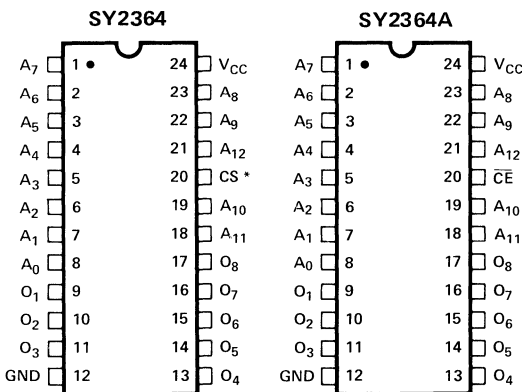 SY2364 SY2364A
A7 1 24 VCC A7 1 24 VCC
A6 2 23 A8 A6 2 23 A8
A5 3 22 A9 A5 3 22 A9
A4 4 21 A12 A4 4 21 A12
A3 5 20 CS * A3 5 20 C̅E̅
A2 6 19 A10 A2 6 19 A10
A1 7 18 A11 A1 7 18 A11
A0 8 17 O8 A0 8 17 O8
O1 9 16 O7 O1 9 16 O7
O2 10 15 O6 O2 10 15 O6
O3 11 14 O5 O3 11 14 O5
GND 12 13 O4 GND 12 13 O4